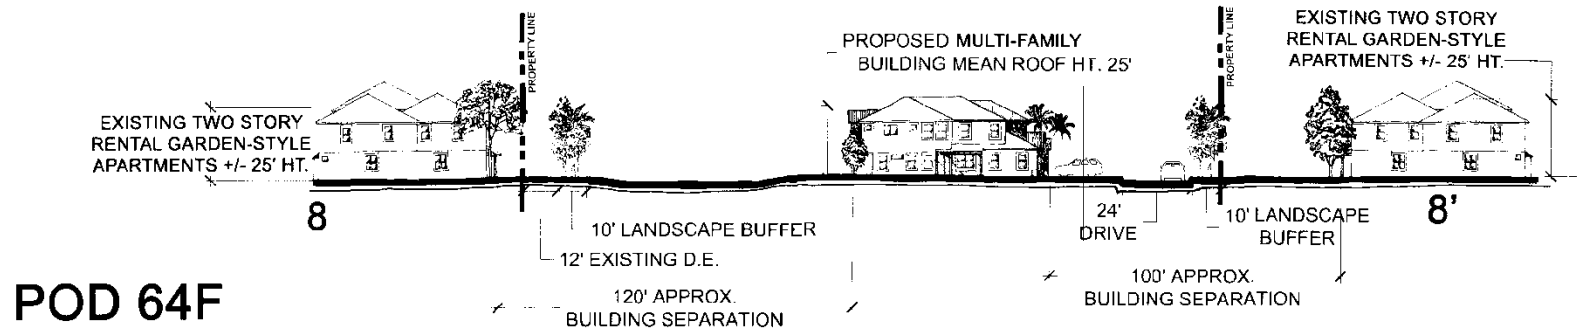 PROPERTY LINE
PROPOSED MULTI-FAMILY
BUILDING MEAN ROOF HT. 25'
PROPERTY LINE
EXISTING TWO STORY
RENTAL GARDEN-STYLE
APARTMENTS +/- 25' HT.
EXISTING TWO STORY
RENTAL GARDEN-STYLE
APARTMENTS +/- 25' HT.
8
10' LANDSCAPE BUFFER
12' EXISTING D.E.
24'
DRIVE
10' LANDSCAPE
BUFFER
8'
120' APPROX.
BUILDING SEPARATION
100' APPROX.
BUILDING SEPARATION
POD 64F